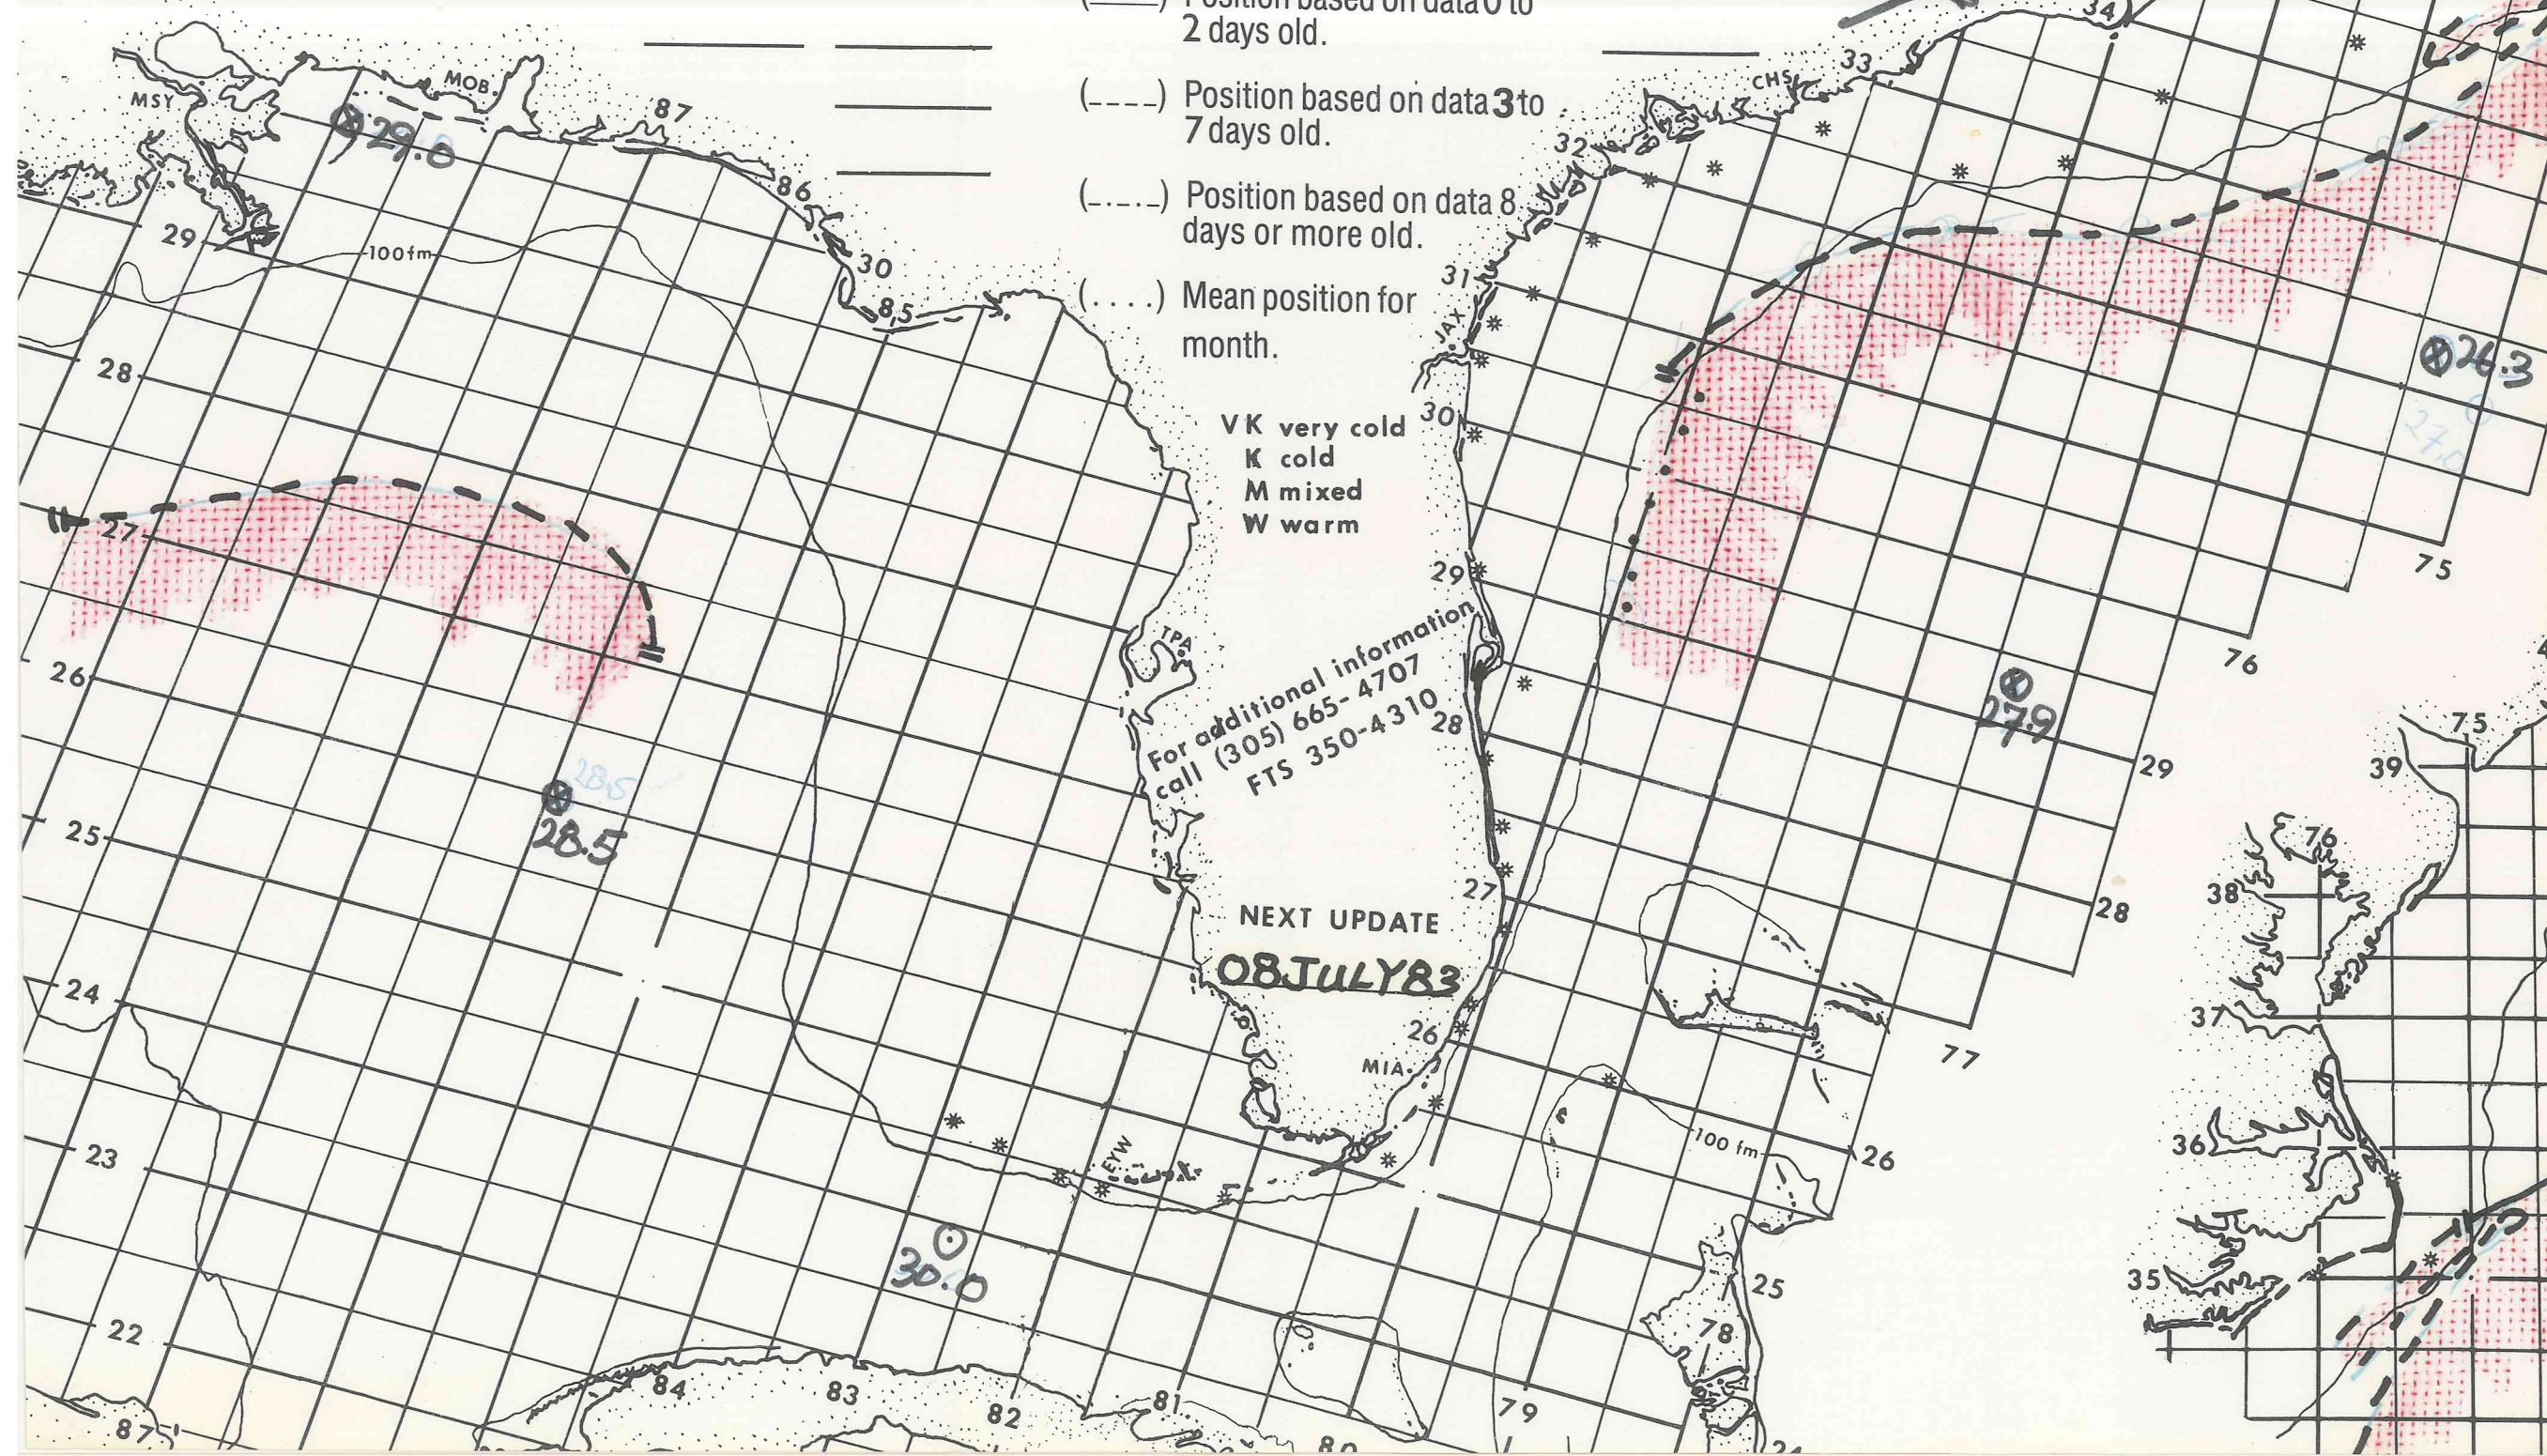 (____) Position based on data 0 to
2 days old.
(_ _ _ _) Position based on data 3 to
7 days old.
(_._._) Position based on data 8
days or more old.
(....) Mean position for
month.
VK very cold
K cold
M mixed
W warm
For additional information
call (305) 665-4707
FTS 350-4310
NEXT UPDATE
08JULY83
MSY
MOB.
87
86
30
85
29
100fm
28
27
26
25
24
23
22
87
84
83
82
81
80
79
78
25
26
100 fm
77
28
29
76
75
34
33
CHS
32
31
JAX
30
29
28
27
26
MIA.
TPA
EYW
29.0
28.5
28.5
30.0
26.3
27.0
27.9
75
39
76
38
37
36
35